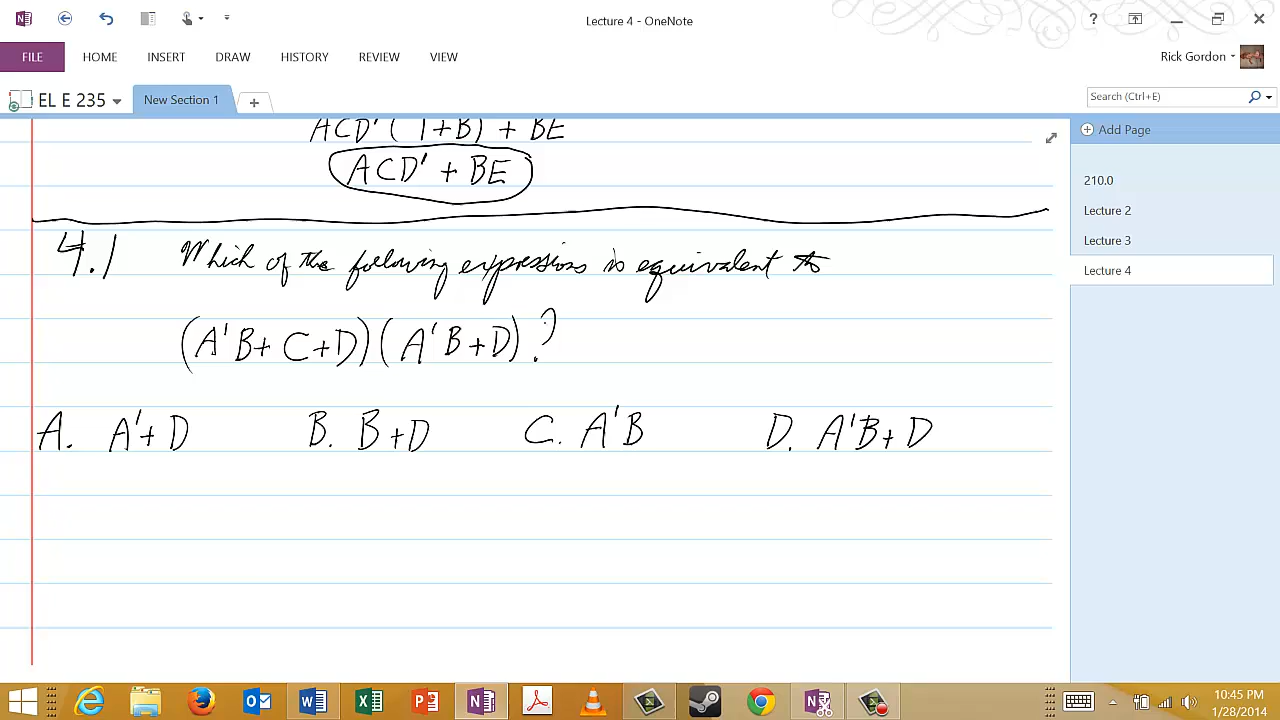 Lecture 4 - OneNote
?
FILE HOME INSERT DRAW HISTORY REVIEW VIEW
Rick Gordon
EL E 235
New Section 1
Search (Ctrl+E)
Add Page
210.0
Lecture 2
Lecture 3
Lecture 4
ACD' (1+B) + BE
ACD' + BE
4.1 Which of the following expressions is equivalent to
(A'B+ C+D)(A'B+D)?
A. A'+ D B. B+D C. A'B D. A'B+ D
10:45 PM
1/28/2014